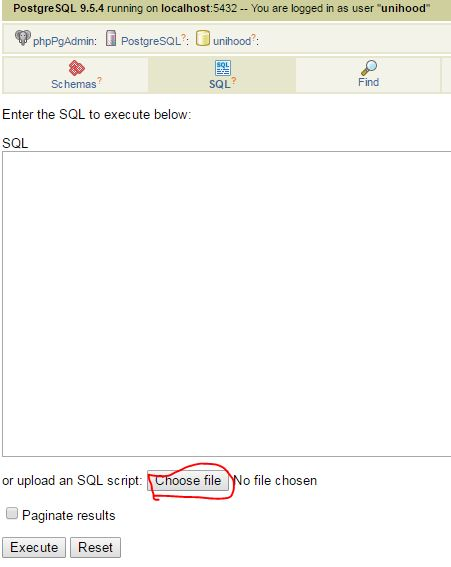 PostgreSQL 9.5.4 running on localhost:5432 -- You are logged in as user "unihood"
phpPgAdmin: PostgreSQL?: unihood?:
SQL
Schemas? SQL? Find
Enter the SQL to execute below:
SQL
or upload an SQL script: Choose file No file chosen
Paginate results
Execute Reset